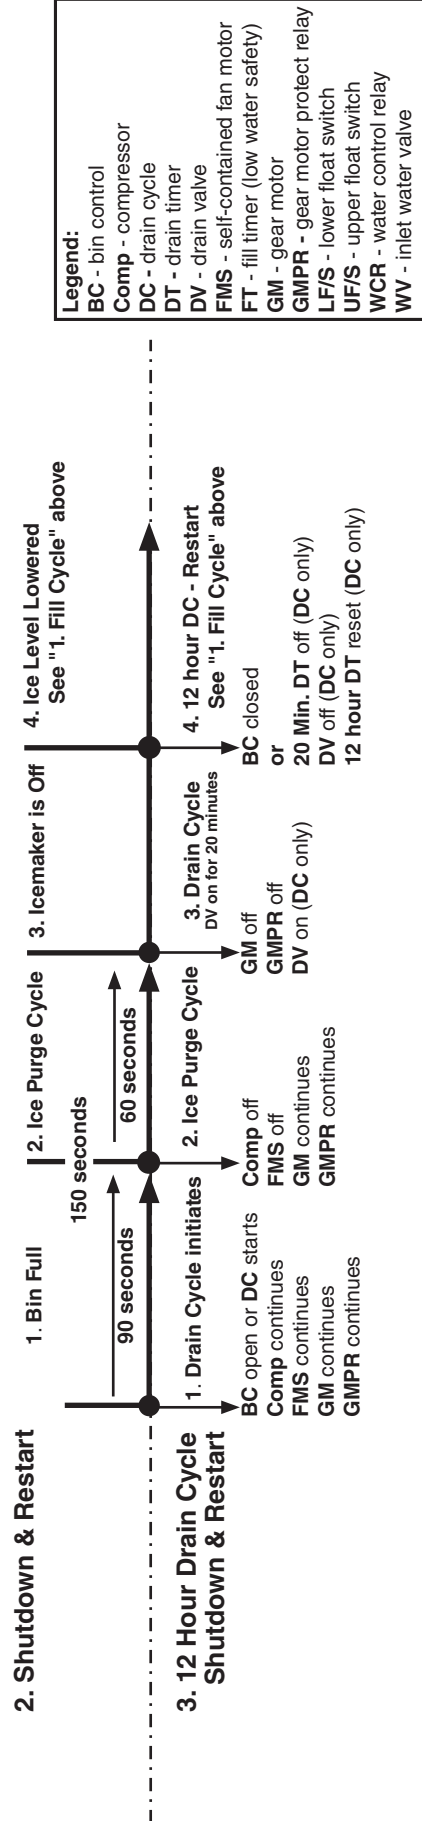 2. Shutdown & Restart
1. Bin Full
2. Ice Purge Cycle
3. Icemaker is Off
4. Ice Level Lowered
See "1. Fill Cycle" above
150 seconds
90 seconds
60 seconds
3. 12 Hour Drain Cycle
Shutdown & Restart
1. Drain Cycle initiates
2. Ice Purge Cycle
3. Drain Cycle
DV on for 20 minutes
4. 12 hour DC - Restart
See "1. Fill Cycle" above
BC open or DC starts
Comp continues
FMS continues
GM continues
GMPR continues
Comp off
FMS off
GM continues
GMPR continues
GM off
GMPR off
DV on (DC only)
BC closed
or
20 Min. DT off (DC only)
DV off (DC only)
12 hour DT reset (DC only)
Legend:
BC - bin control
Comp - compressor
DC - drain cycle
DT - drain timer
DV - drain valve
FMS - self-contained fan motor
FT - fill timer (low water safety)
GM - gear motor
GMPR - gear motor protect relay
LF/S - lower float switch
UF/S - upper float switch
WCR - water control relay
WV - inlet water valve